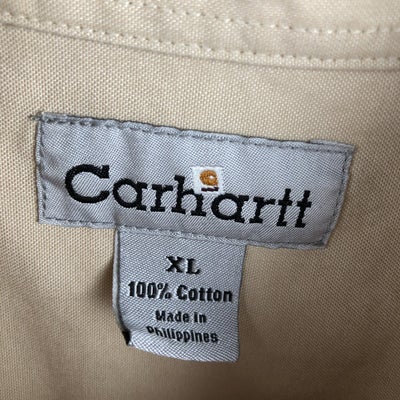 Carhartt
XL
100% Cotton
Made In
Philippines